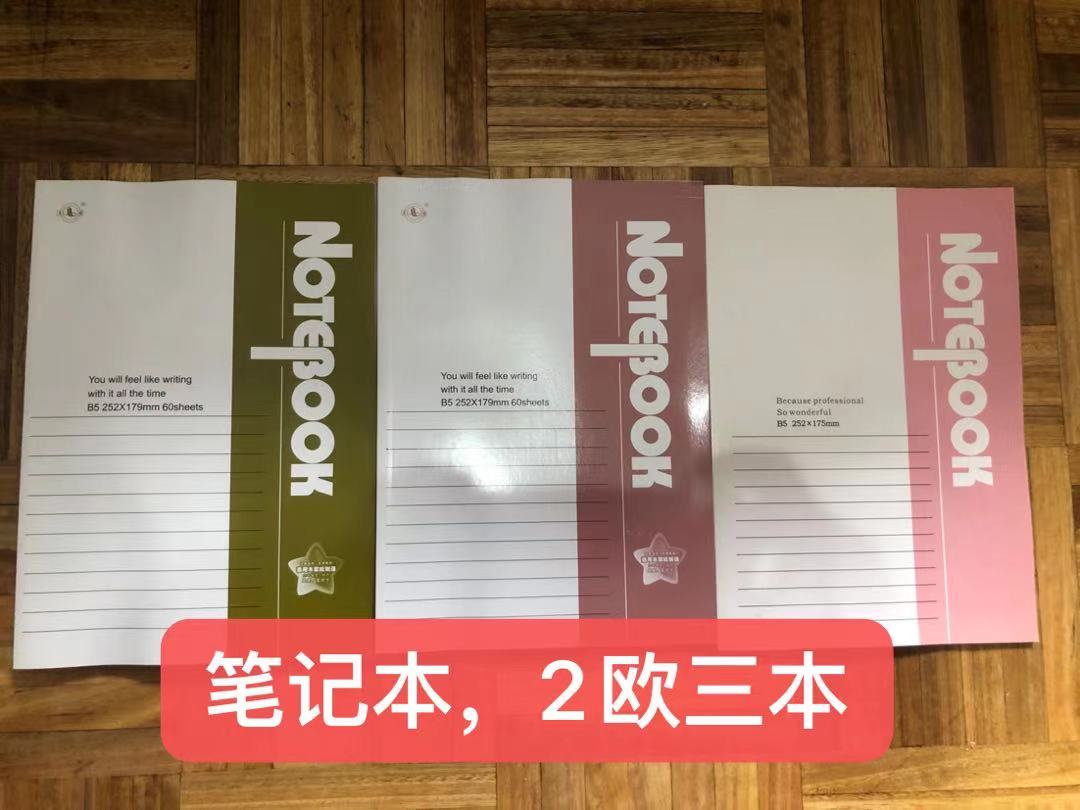 NOTEBOOK
You will feel like writing
with it all the time
B5 252X179mm 60sheets
NOTEBOOK
You will feel like writing
with it all the time
B5 252X179mm 60sheets
NOTEBOOK
Because professional
So wonderful
B5 252×175mm
笔记本，2欧三本